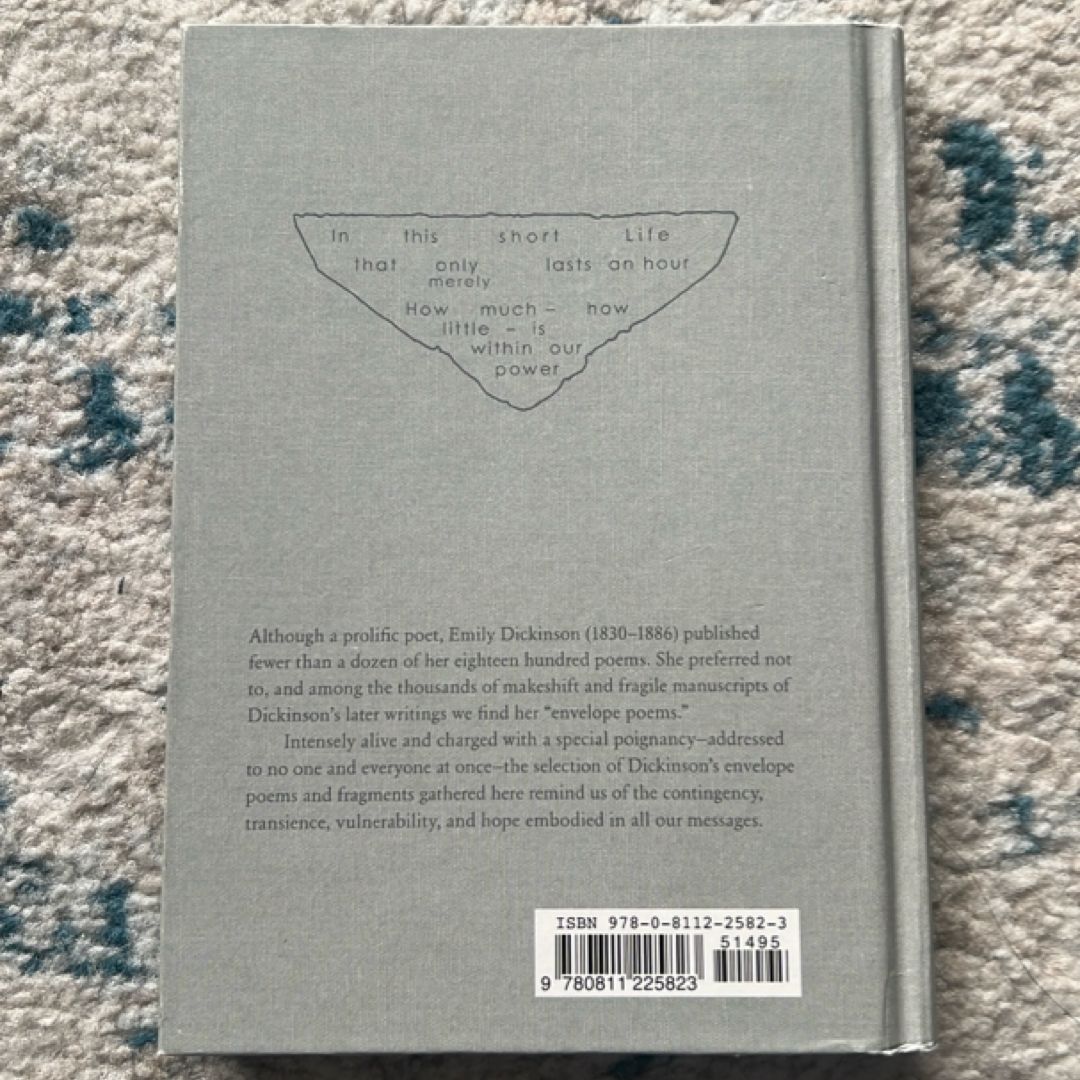 In this short Life
that only lasts an hour
merely
How much – how
little – is
within our
power
Although a prolific poet, Emily Dickinson (1830–1886) published
fewer than a dozen of her eighteen hundred poems. She preferred not
to, and among the thousands of makeshift and fragile manuscripts of
Dickinson's later writings we find her “envelope poems.”
Intensely alive and charged with a special poignancy—addressed
to no one and everyone at once—the selection of Dickinson's envelope
poems and fragments gathered here remind us of the contingency,
transience, vulnerability, and hope embodied in all our messages.
ISBN 978-0-8112-2582-3
51495
9 780811 225823